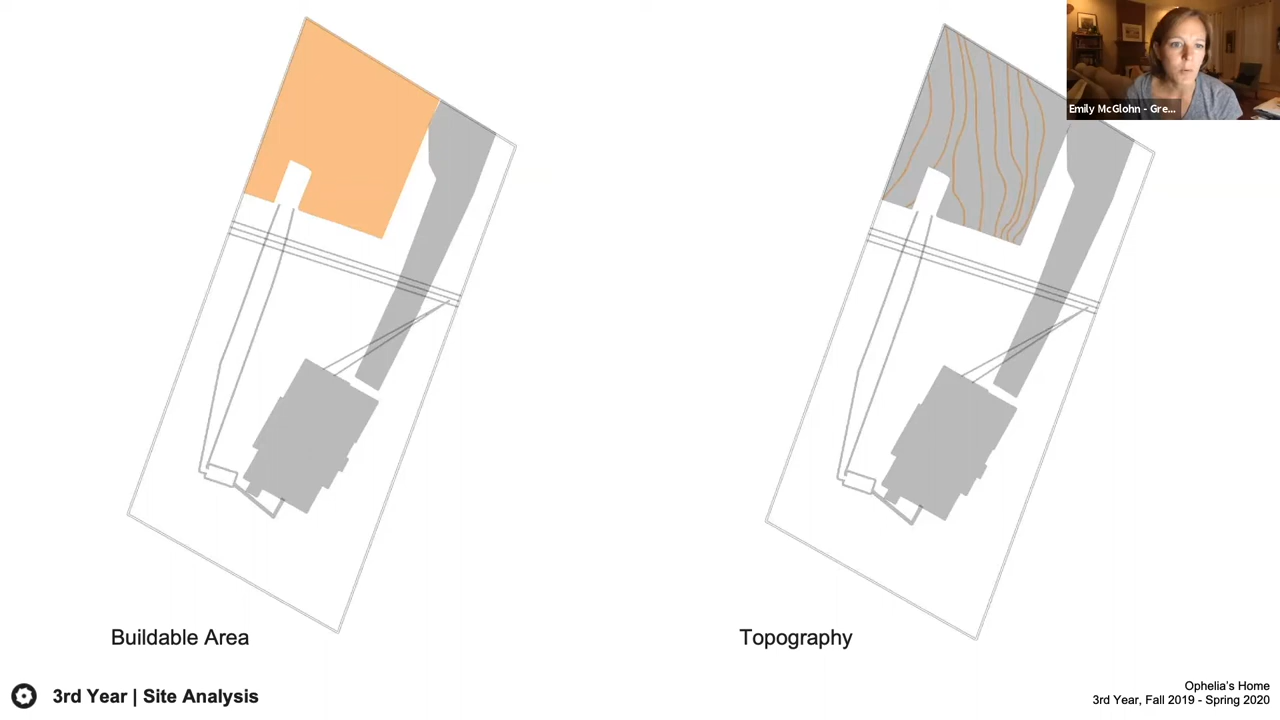 Emily McGlohn - Gre...
Buildable Area
Topography
3rd Year | Site Analysis
Ophelia's Home
3rd Year, Fall 2019 - Spring 2020